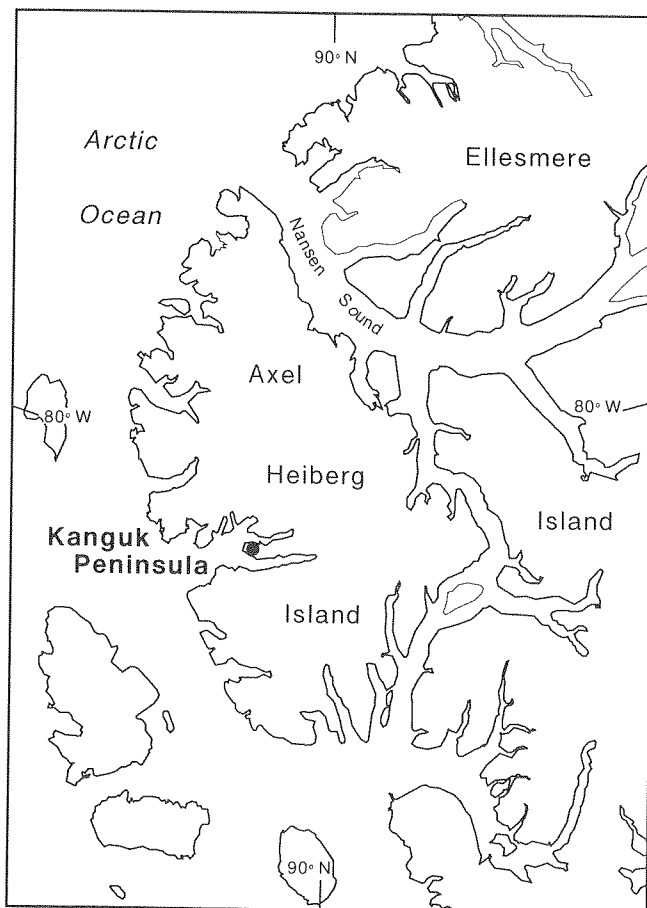 90° N
Arctic
Ocean
Ellesmere
Nansen
Sound
Axel
80° W
80° W
Heiberg
Island
Kanguk
Peninsula
Island
90° N